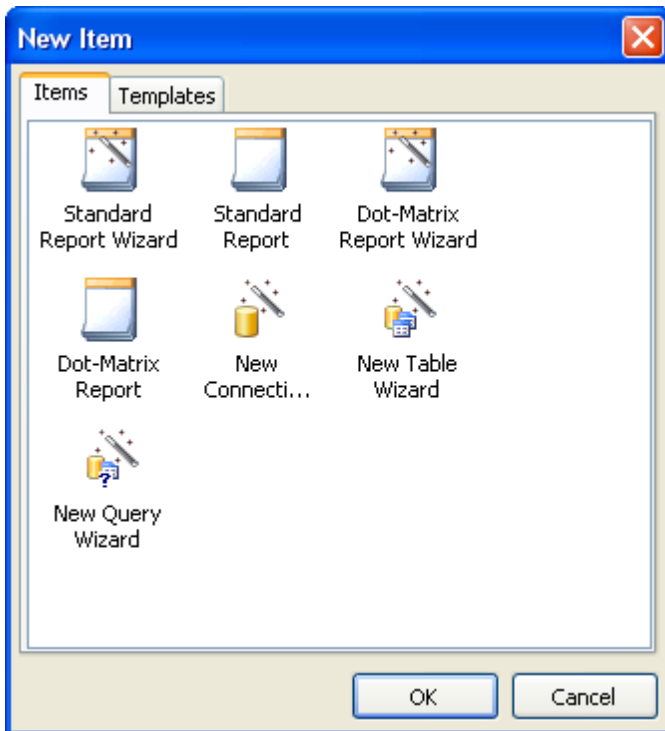 New Item
Items
Templates
Standard
Report Wizard
Standard
Report
Dot-Matrix
Report Wizard
Dot-Matrix
Report
New
Connecti...
New Table
Wizard
New Query
Wizard
OK
Cancel